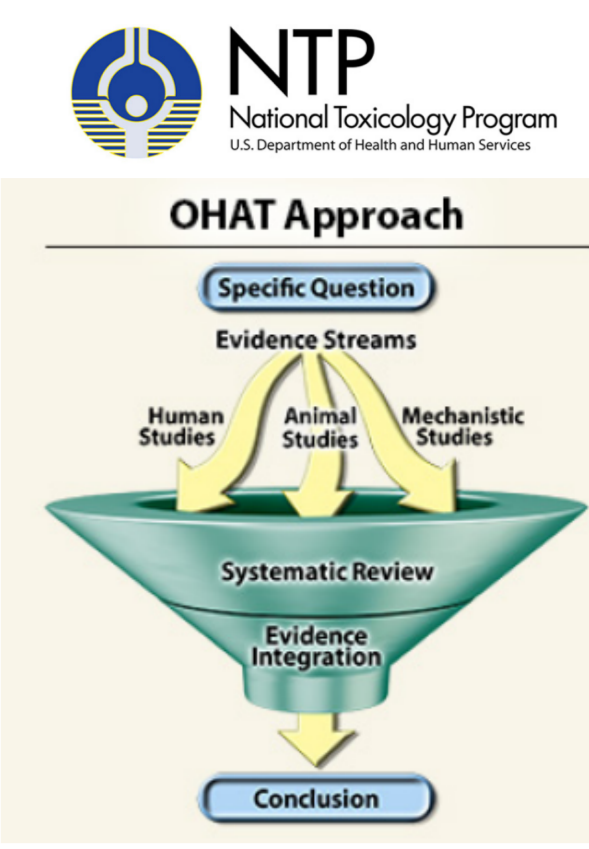 NTP
National Toxicology Program
U.S. Department of Health and Human Services
OHAT Approach
Specific Question
Evidence Streams
Human
Studies
Animal
Studies
Mechanistic
Studies
Systematic Review
Evidence
Integration
Conclusion